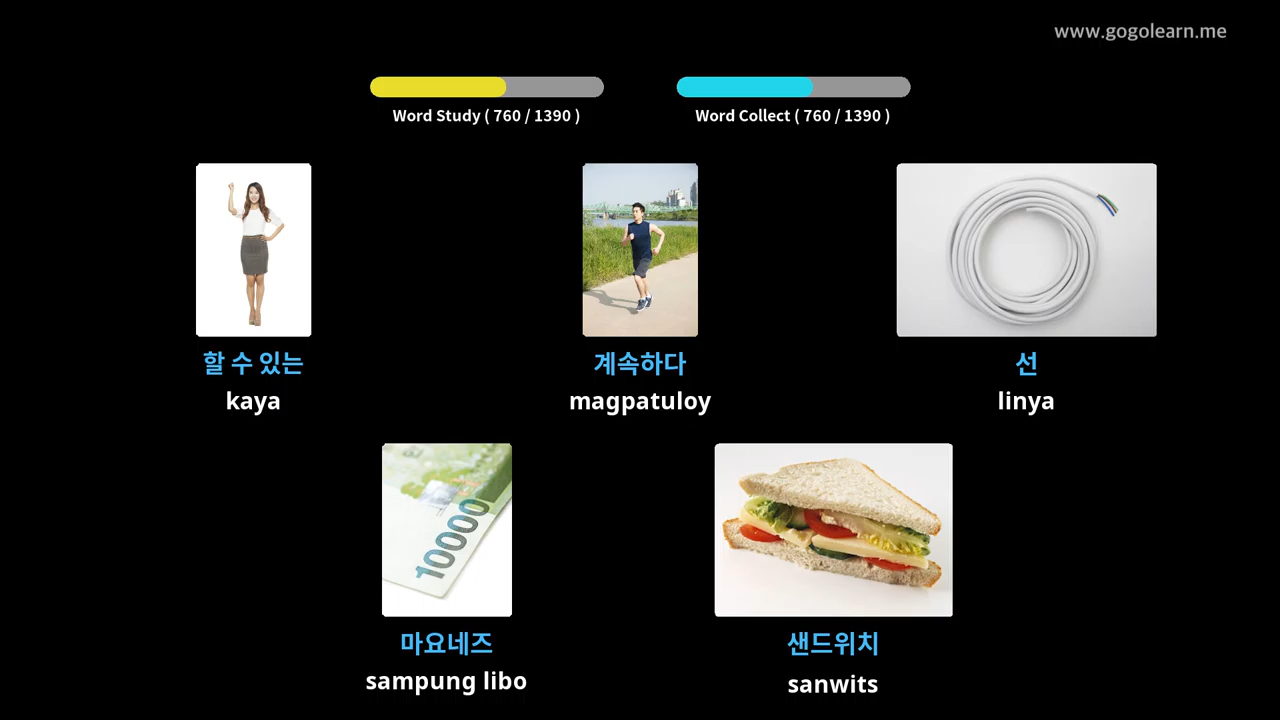 www.gogolearn.me
Word Study ( 760 / 1390 )
Word Collect ( 760 / 1390 )
할 수 있는
kaya
계속하다
magpatuloy
선
linya
10000
마요네즈
sampung libo
샌드위치
sanwits